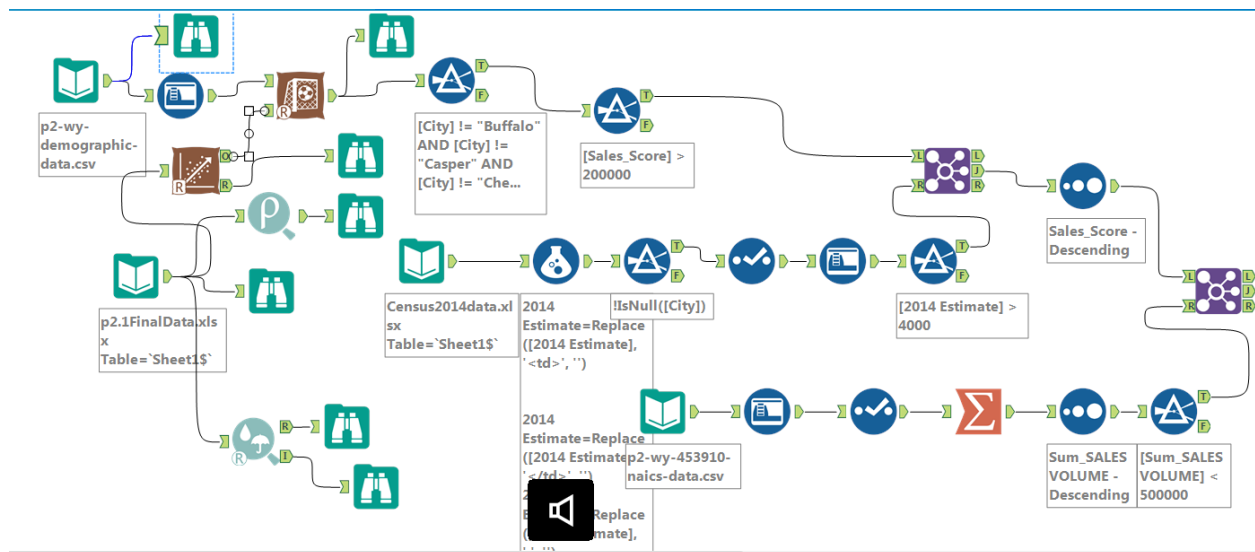 p2-wy-
demographic-
data.csv
[City] != "Buffalo"
AND [City] !=
"Casper" AND
[City] != "Che...
[Sales_Score] >
200000
Sales_Score -
Descending
p2.1FinalData.xls
x
Table=`Sheet1$`
Census2014data.xl
sx
Table=`Sheet1$`
2014
Estimate=Replace
([2014 Estimate],
'<td>', '')
2014
Estimate=Replace
([2014 Estimate
'</td>', '')
Replace
!IsNull([City])
[2014 Estimate] >
4000
p2-wy-453910-
naics-data.csv
Sum_SALES
VOLUME -
Descending
[Sum_SALES
VOLUME] <
500000
T
F
T
F
L
R
L
J
R
O
R
R
R
T
F
T
F
L
R
L
J
R
R
R
I
T
F